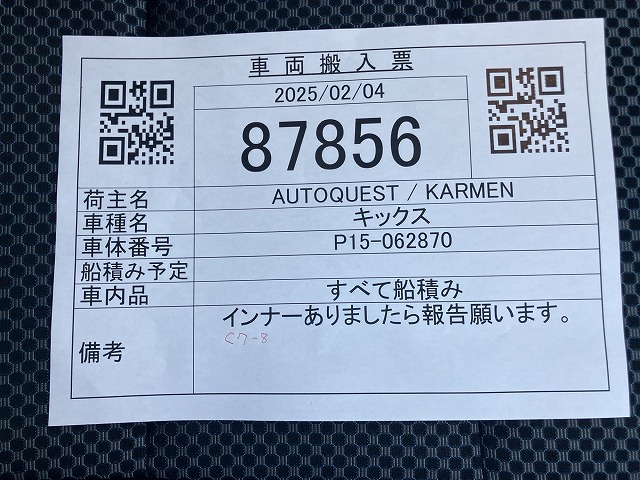 車両搬入票
2025/02/04
87856
荷主名 AUTOQUEST / KARMEN
車種名 キックス
車体番号 P15-062870
船積み予定
車内品 すべて船積み
備考 インナーありましたら報告願います。
C7-8